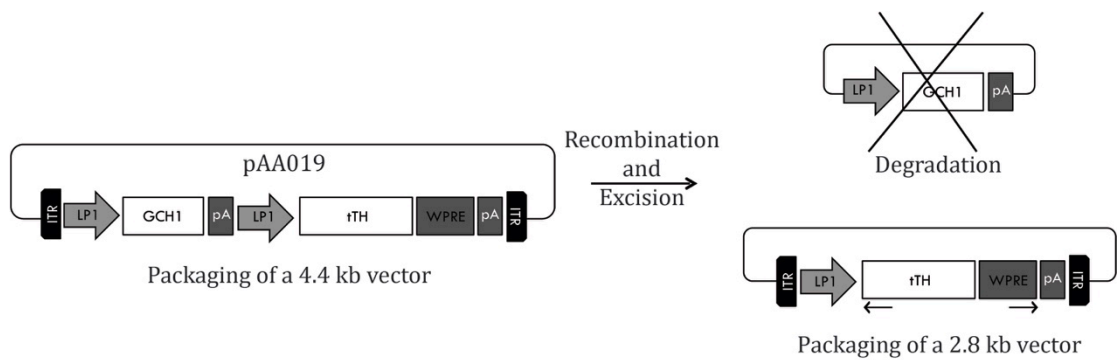 pAA019
ITR LP1 GCH1 pA LP1 tTH WPRE pA ITR
Packaging of a 4.4 kb vector
Recombination
and
Excision
LP1 GCH1 pA
Degradation
ITR LP1 tTH WPRE pA ITR
Packaging of a 2.8 kb vector